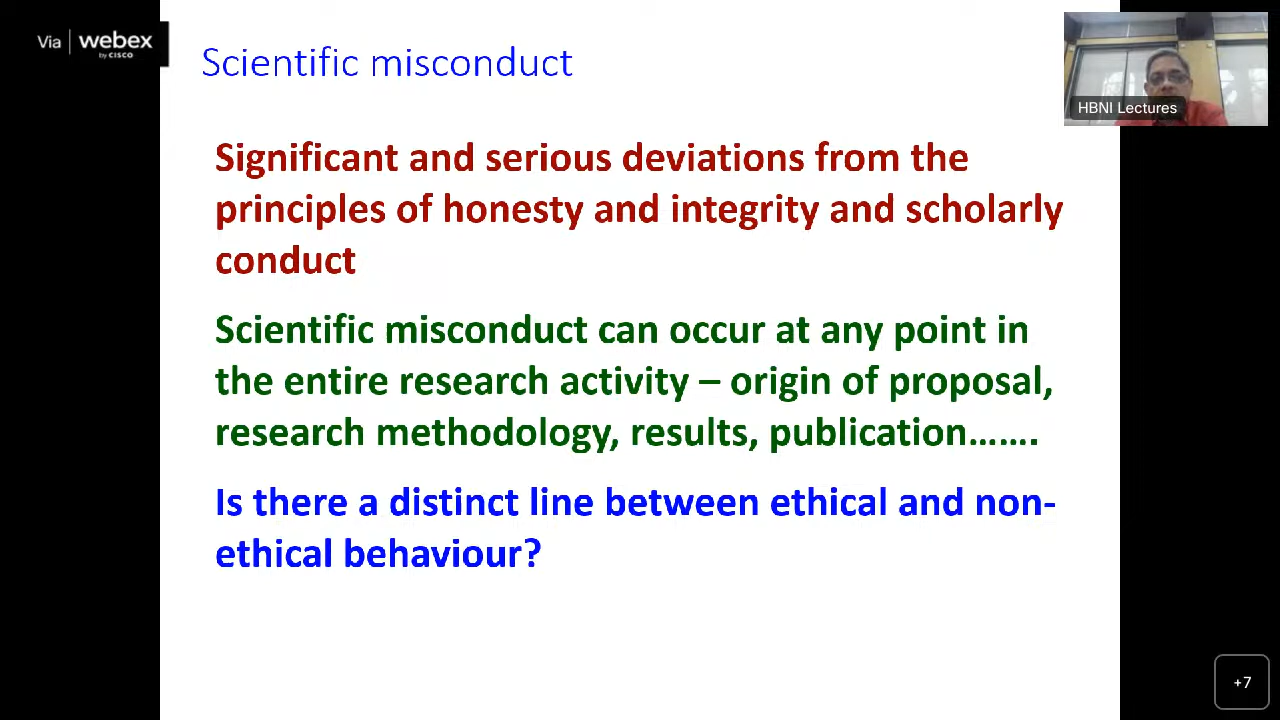 Via webex
by CISCO
Scientific misconduct
HBNI Lectures
Significant and serious deviations from the
principles of honesty and integrity and scholarly
conduct
Scientific misconduct can occur at any point in
the entire research activity – origin of proposal,
research methodology, results, publication…….
Is there a distinct line between ethical and non-
ethical behaviour?
+7